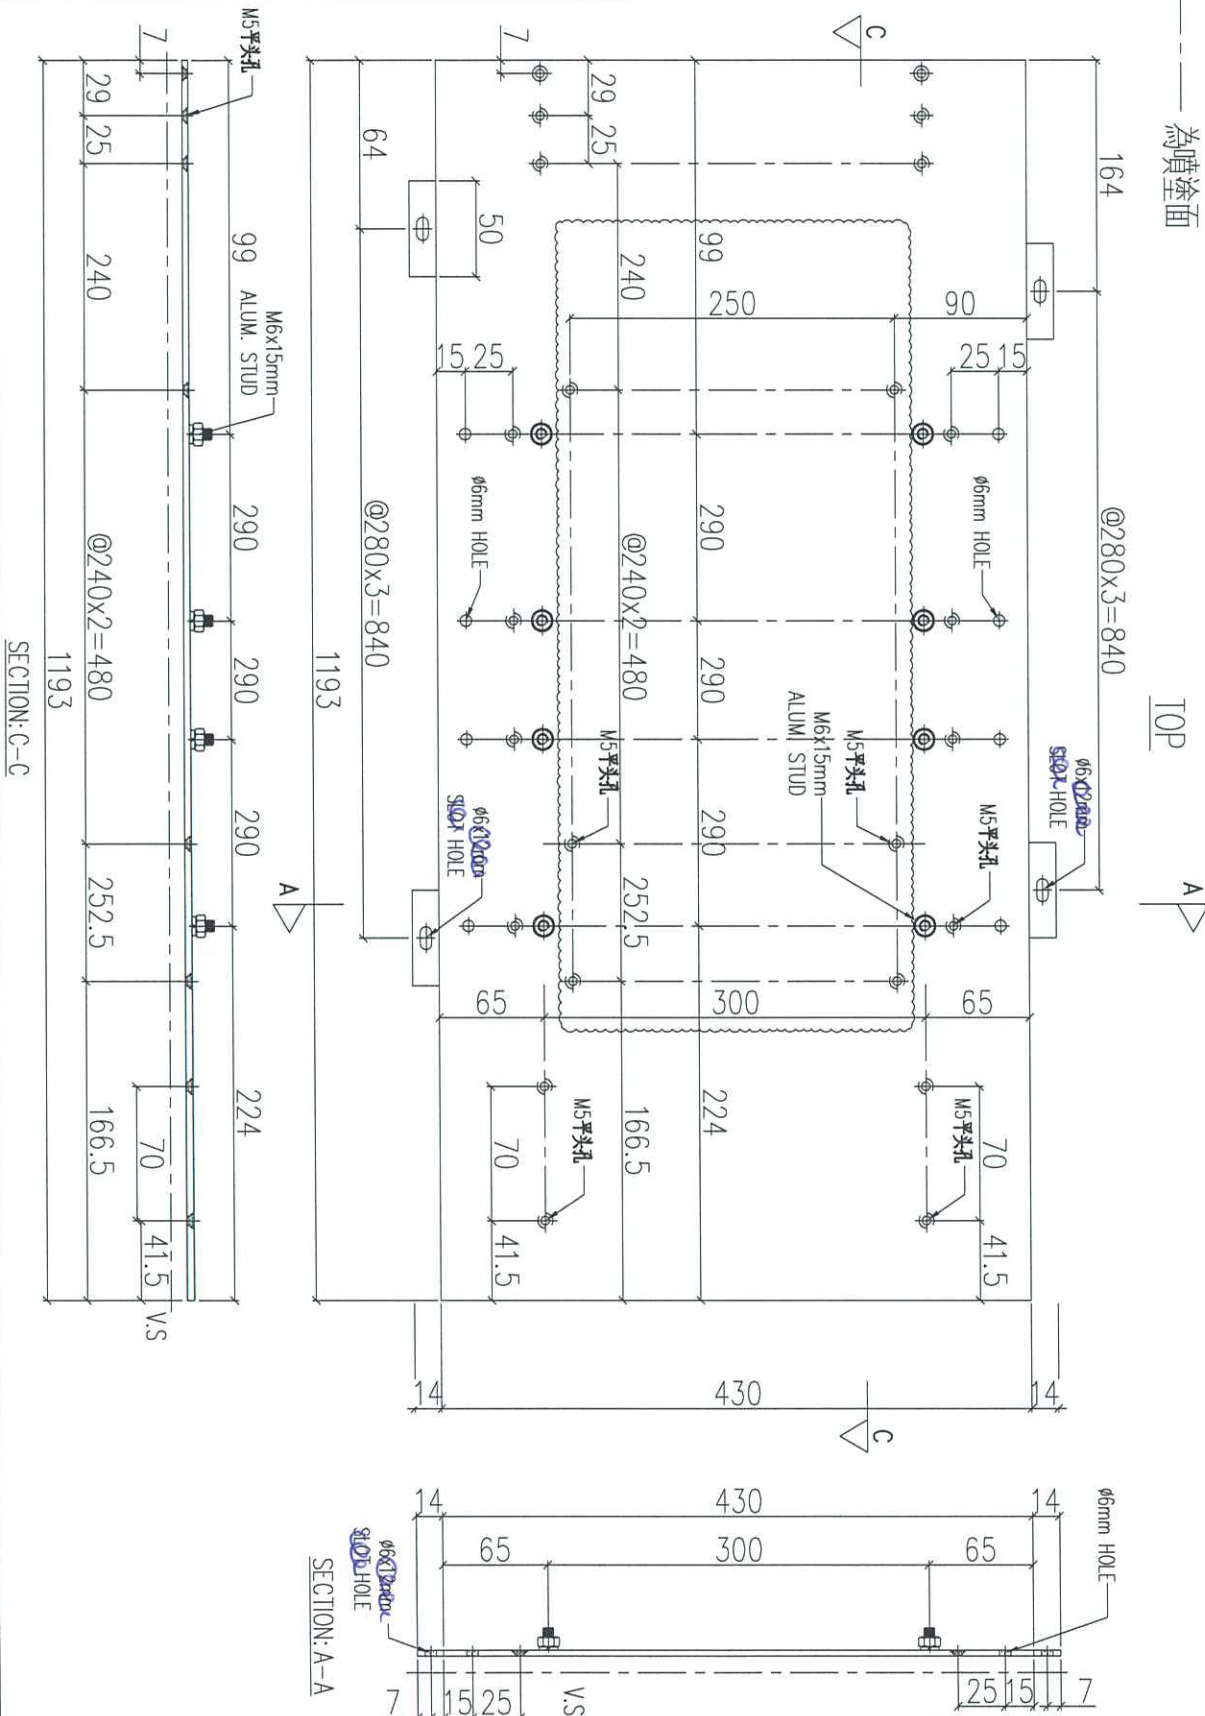 為噴塗面
TOP
164
@280x3=840
C
A
7
29
25
99
240
250
90
15
25
25
15
290
290
290
@240x2=480
252.5
224
166.5
ø6mm HOLE
ø6mm HOLE
M5平头孔
M5平头孔
M6x15mm
ALUM. STUD
M5平头孔
ø6x12mm
SLOT HOLE
ø6x12mm
SLOT HOLE
65
300
65
M5平头孔
M5平头孔
70
41.5
70
41.5
50
64
@280x3=840
1193
A
14
430
14
C
M5平头孔
7
29
25
99
M6x15mm
ALUM. STUD
240
290
290
290
@240x2=480
252.5
224
70
166.5
41.5
V.S
1193
SECTION:C-C
ø6mm HOLE
14
430
14
65
300
65
ø6x12mm
SLOT HOLE
V.S
7
15
25
25
15
7
SECTION:A-A